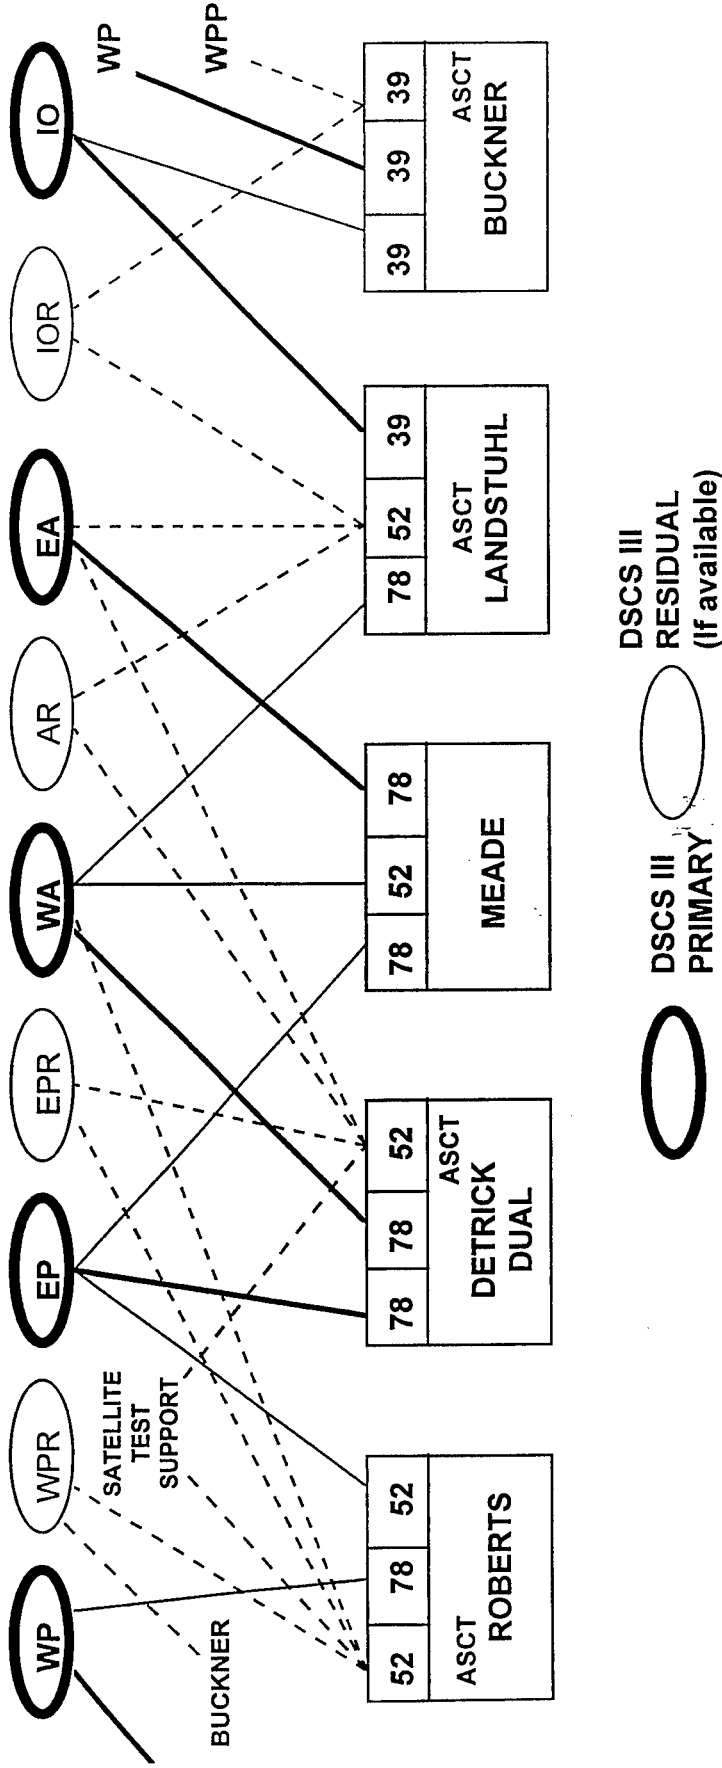 WP
WPR
EP
EPR
WA
AR
EA
IOR
IO
WP
WPP
BUCKNER
SATELLITE
TEST
SUPPORT
52
78
52
ASCT
ROBERTS
78
78
52
ASCT
DETRICK
DUAL
78
52
78
MEADE
78
52
39
ASCT
LANDSTUHL
39
39
39
ASCT
BUCKNER
DSCS III
PRIMARY
DSCS III
RESIDUAL
(If available)